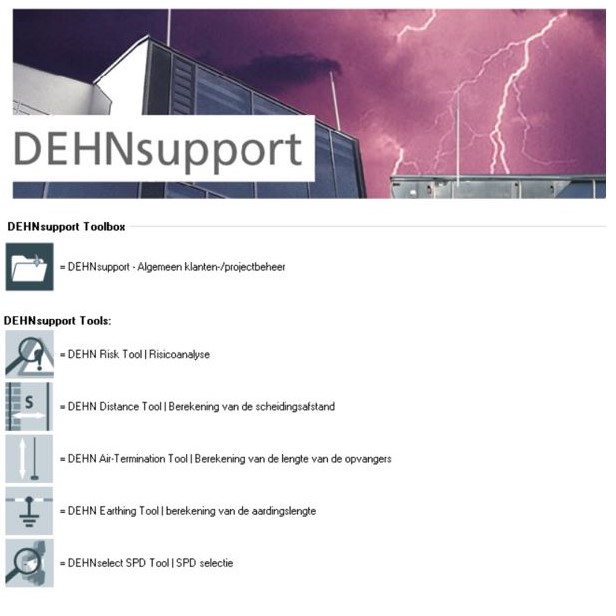 DEHNsupport
DEHNsupport Toolbox
= DEHNsupport - Algemeen klanten-/projectbeheer
DEHNsupport Tools:
= DEHN Risk Tool | Risicoanalyse
S
= DEHN Distance Tool | Berekening van de scheidingsafstand
= DEHN Air-Termination Tool | Berekening van de lengte van de opvangers
= DEHN Earthing Tool | berekening van de aardingslengte
= DEHNselect SPD Tool | SPD selectie